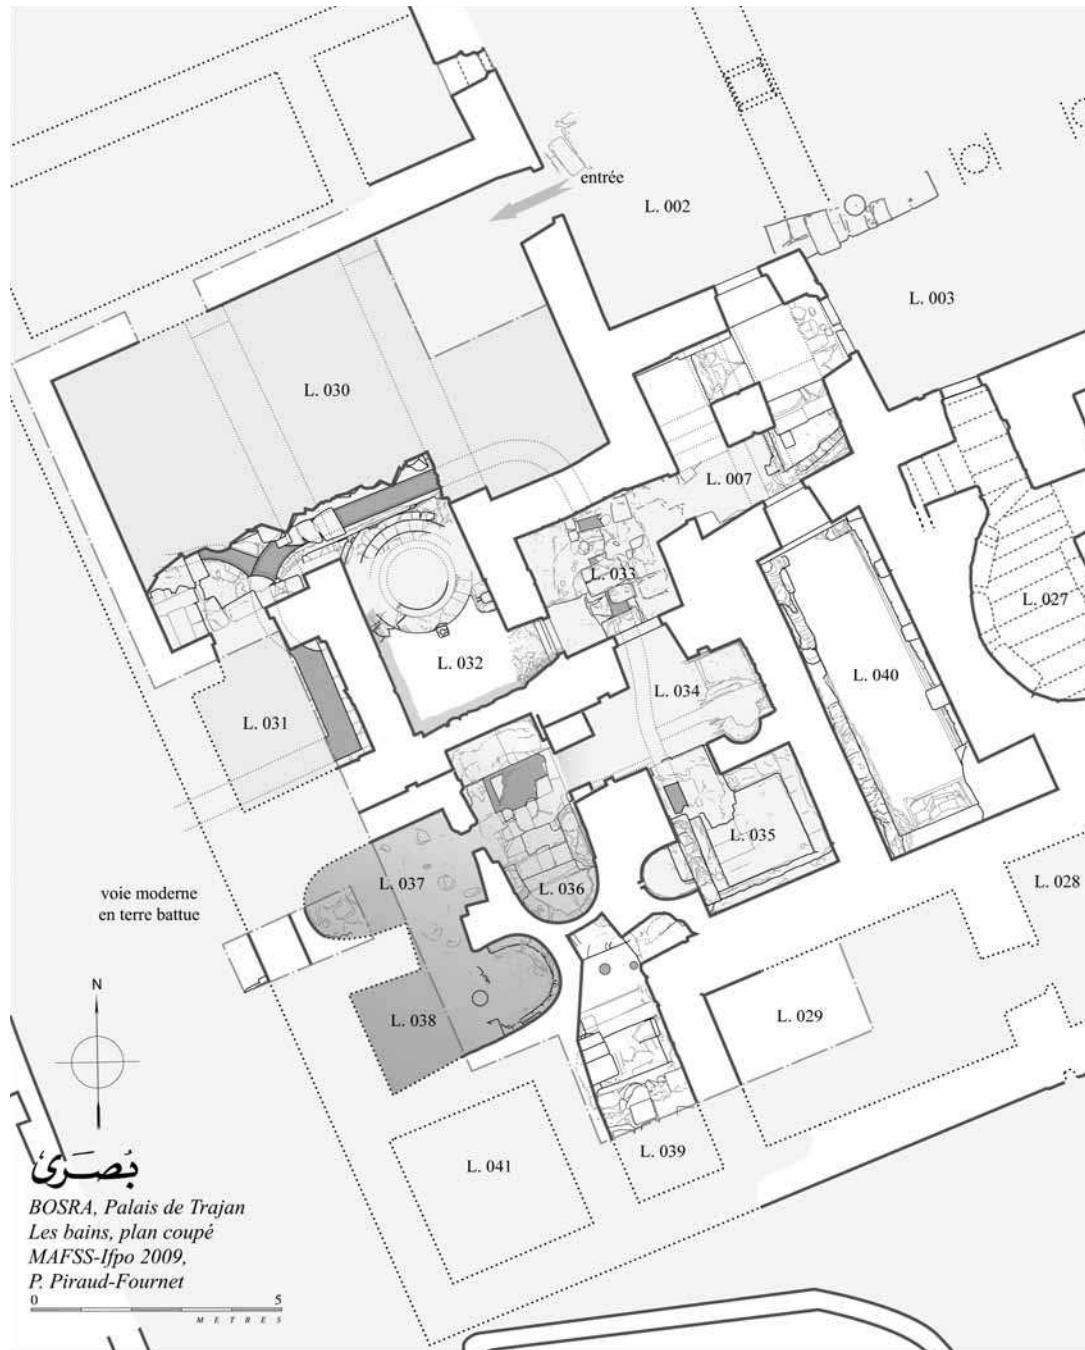 entrée
L. 002
L. 003
L. 030
L. 007
L. 033
L. 027
L. 032
L. 034
L. 040
L. 031
L. 035
L. 037
L. 036
L. 028
voie moderne
en terre battue
N
L. 038
L. 029
L. 039
L. 041
بُصرَى
BOSRA, Palais de Trajan
Les bains, plan coupé
MAFSS-Ifpo 2009,
P. Piraud-Fournet
0 5
METRES